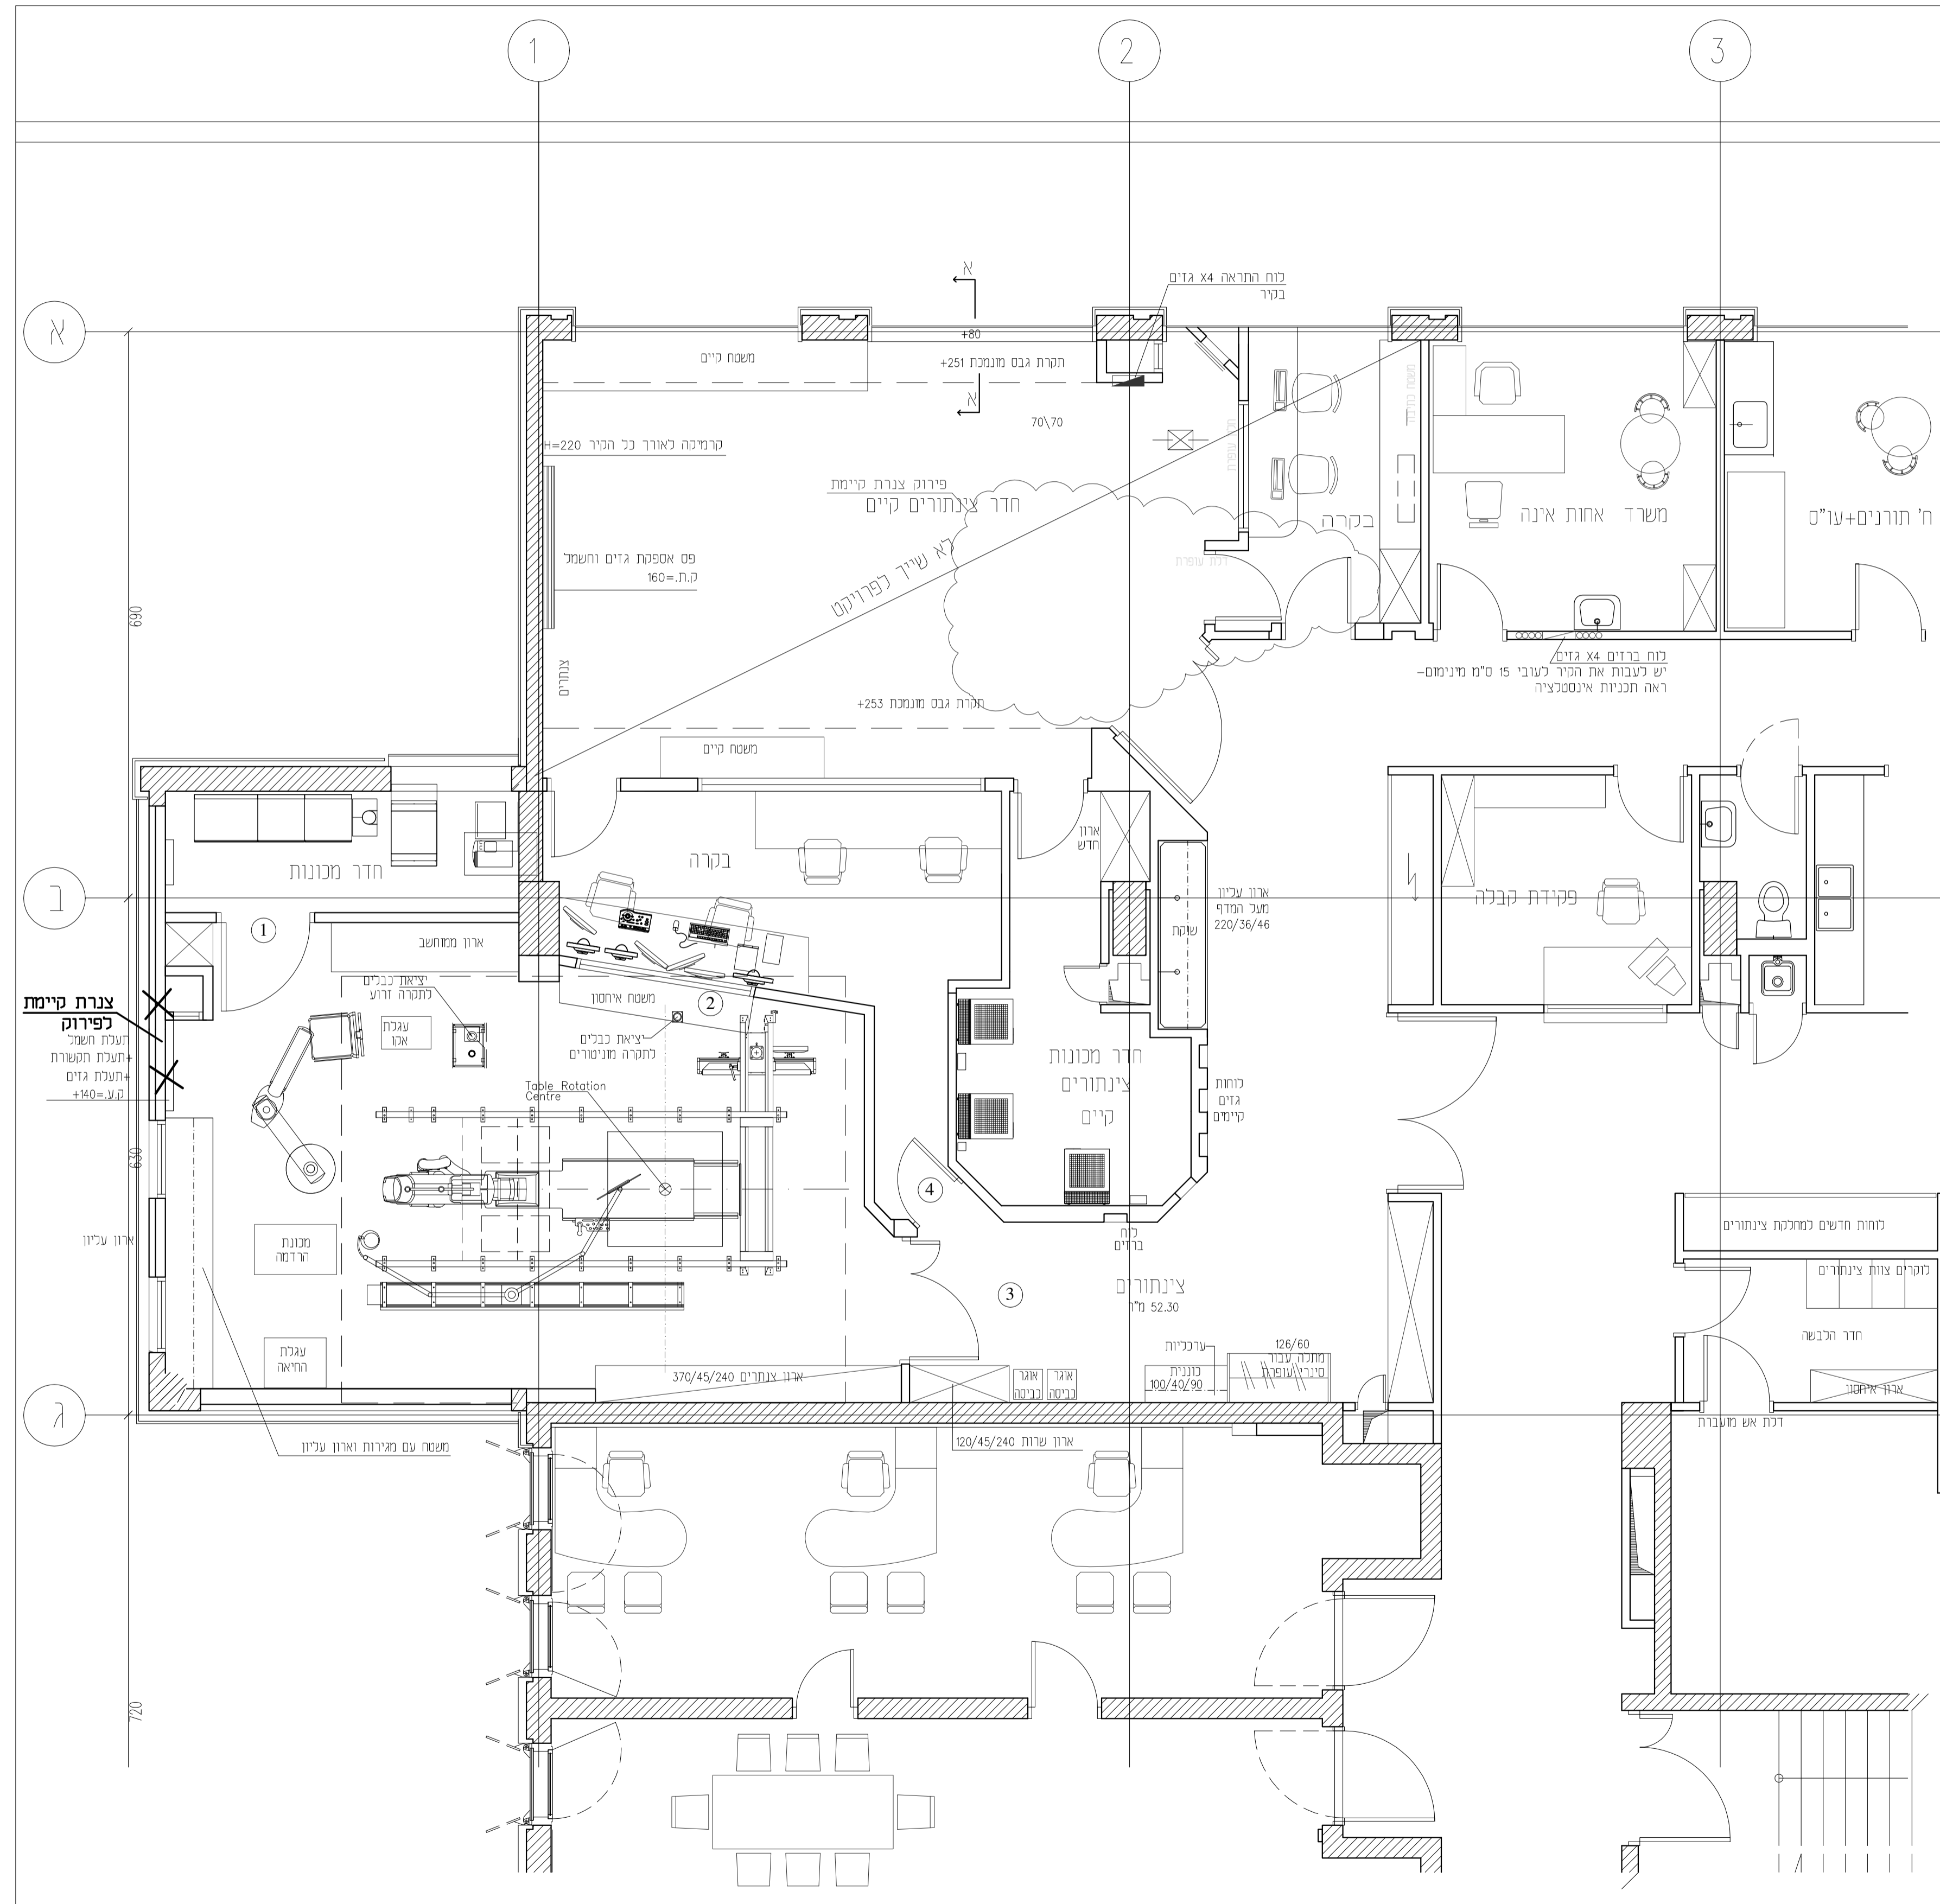 1
2
3
א
ב
ג
690
630
720
א
לוח התראה X4 גזים
בקיר
+80
משטח קיים
תקרת גבס מונמכת 251+
א
70\70
קרמיקה לאורך כל הקיר H=220
פירוק צנרת קיימת
חדר צינתורים קיים
לא שייך לפרויקט
פס אספקת גזים וחשמל
ק.ת.=160
צנתרים
תקרת גבס מונמכת 253+
משטח קיים
דלת עופרת
בקרה
משרד אחות אינה
ח' תורנים+עו"ס
לוח ברזים X4 גזים
יש לעבות את הקיר לעובי 15 ס"מ מינימום-
ראה תכניות אינסטלציה
חדר מכונות
בקרה
ארון
חדש
ארון עליון
מעל המדף
220/36/46
שוקת
פקידת קבלה
1
ארון ממוחשב
יציאת כבלים
לתקרה זרוע
משטח איחסון
2
יציאת כבלים
לתקרה מוניטורים
עגלת
אקו
צנרת קיימת
לפירוק
תעלת חשמל
+תעלת תקשורת
+תעלת גזים
ק.ע.=140+
Table Rotation
Centre
חדר מכונות
צינתורים
קיים
לוחות
גזים
קיימים
4
לוח
ברזים
ארון עליון
מכונת
הרדמה
3
צינתורים
52.30 מ"ר
לוחות חדשים למחלקת צינתורים
לוקרים צוות צינתורים
חדר הלבשה
ארון איחסון
דלת אש מועברת
עגלת
החיאה
ארון צנתרים 370/45/240
אוגר
כביסה
אוגר
כביסה
ערכליות
כוננית
100/40/90
126/60
מתלה עבור
סינרי עופרת
ארון שרות 120/45/240
משטח עם מגירות וארון עליון